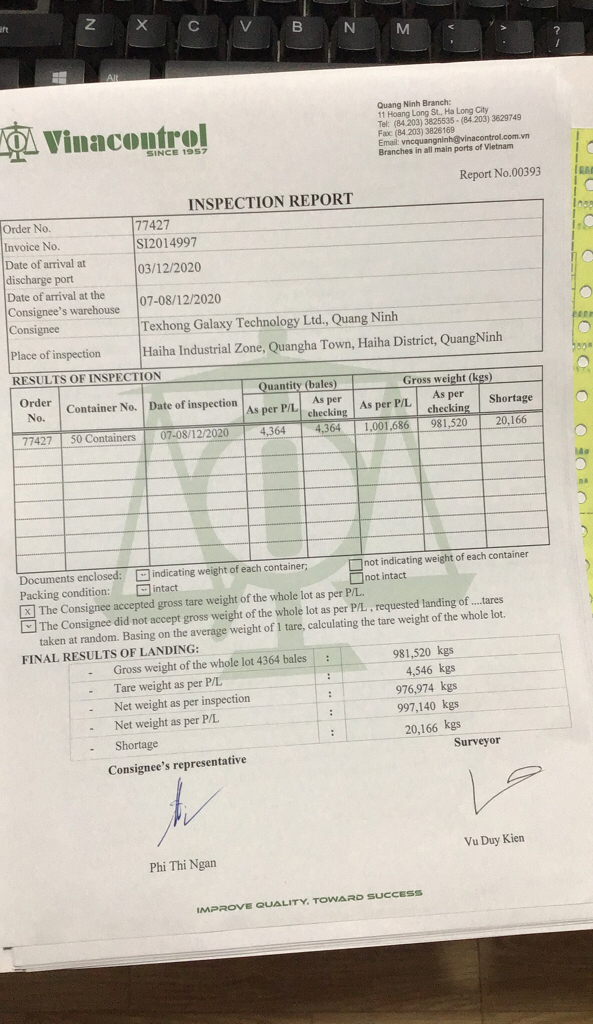 Z X C V B N M < > ?
Alt
Vinacontrol
SINCE 1957
Quang Ninh Branch:
11 Hoang Long St., Ha Long City
Tel: (84.203) 3825535 - (84.203) 3629749
Fax: (84.203) 3826169
Email: vncquangninh@vinacontrol.com.vn
Branches in all main ports of Vietnam
Report No.00393
INSPECTION REPORT
Order No. 77427
Invoice No. SI2014997
Date of arrival at discharge port 03/12/2020
Date of arrival at the Consignee's warehouse 07-08/12/2020
Consignee Texhong Galaxy Technology Ltd., Quang Ninh
Place of inspection Haiha Industrial Zone, Quangha Town, Haiha District, QuangNinh
RESULTS OF INSPECTION
Order No. Container No. Date of inspection Quantity (bales) Gross weight (kgs)
As per P/L As per checking As per P/L As per checking Shortage
77427 50 Containers 07-08/12/2020 4,364 4,364 1,001,686 981,520 20,166
Documents enclosed: indicating weight of each container; not indicating weight of each container
Packing condition: intact not intact
x The Consignee accepted gross tare weight of the whole lot as per P/L.
The Consignee did not accept gross weight of the whole lot as per P/L , requested landing of ....tares
taken at random. Basing on the average weight of 1 tare, calculating the tare weight of the whole lot.
FINAL RESULTS OF LANDING:
- Gross weight of the whole lot 4364 bales : 981,520 kgs
- Tare weight as per P/L : 4,546 kgs
- Net weight as per inspection : 976,974 kgs
- Net weight as per P/L : 997,140 kgs
- Shortage : 20,166 kgs
Consignee's representative Surveyor
Phi Thi Ngan Vu Duy Kien
IMPROVE QUALITY, TOWARD SUCCESS